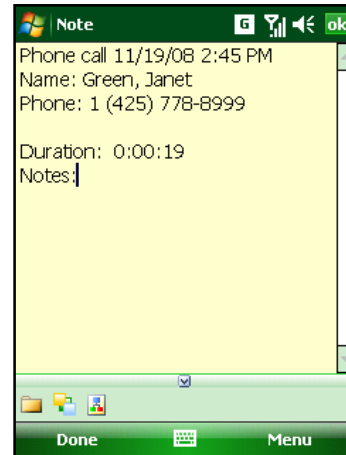 Note G ok
Phone call 11/19/08 2:45 PM
Name: Green, Janet
Phone: 1 (425) 778-8999
Duration: 0:00:19
Notes:
Done Menu